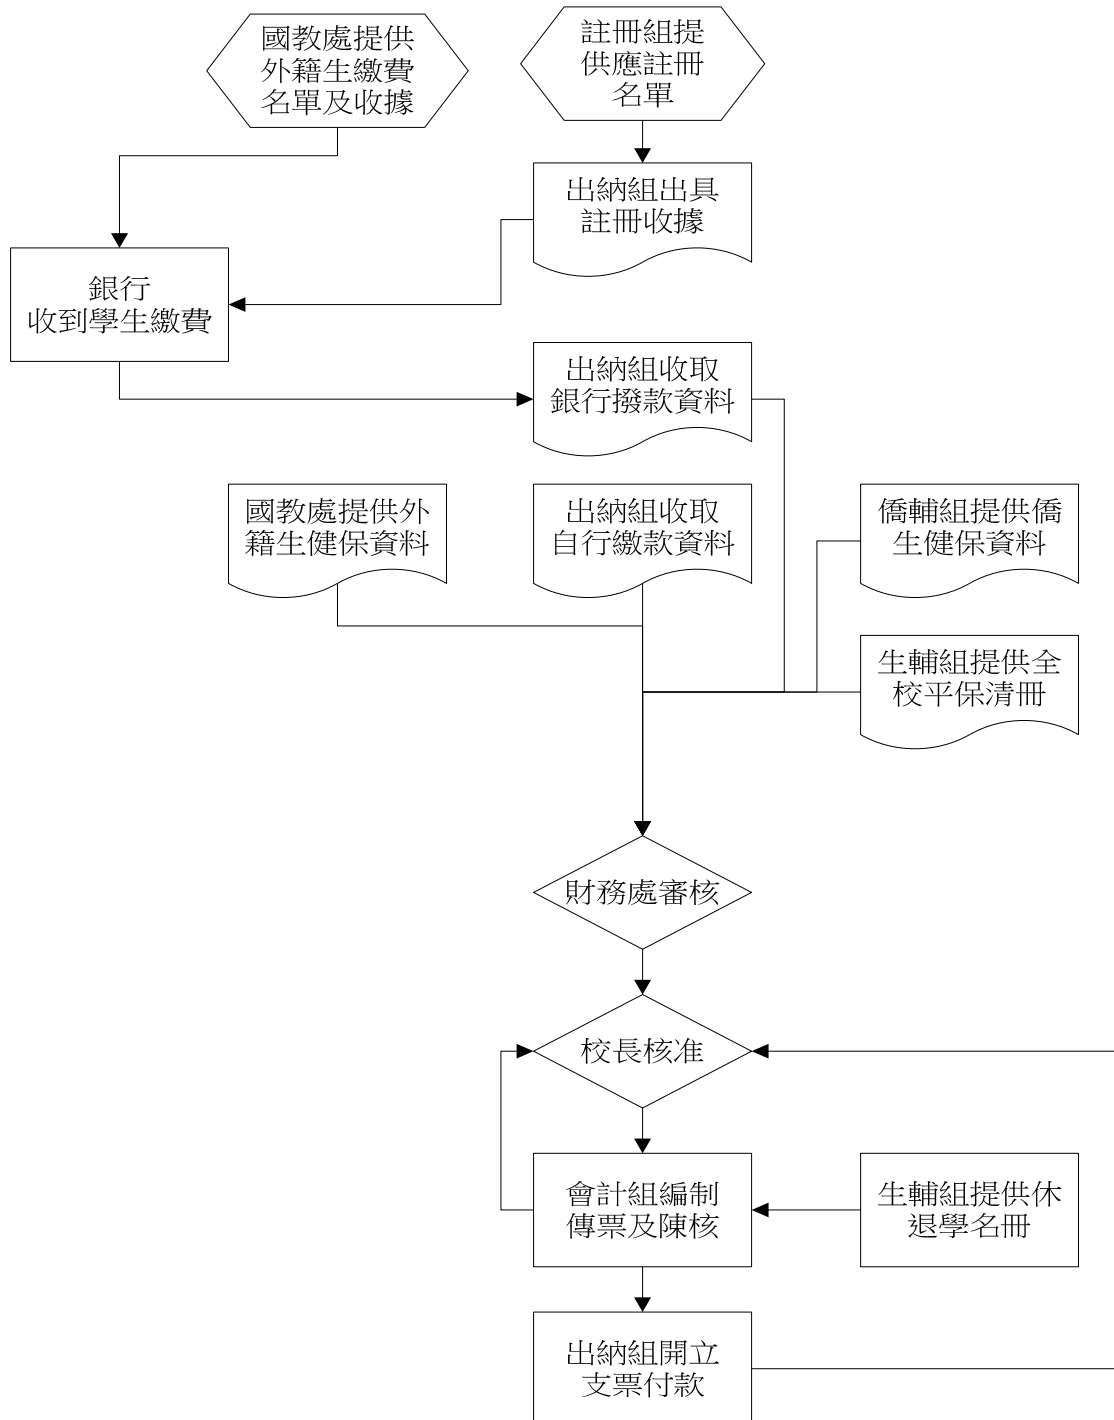 國教處提供
外籍生繳費
名單及收據
註冊組提
供應註冊
名單
出納組出具
註冊收據
銀行
收到學生繳費
出納組收取
銀行撥款資料
國教處提供外
籍生健保資料
出納組收取
自行繳款資料
僑輔組提供僑
生健保資料
生輔組提供全
校平保清冊
財務處審核
校長核准
會計組編制
傳票及陳核
生輔組提供休
退學名冊
出納組開立
支票付款